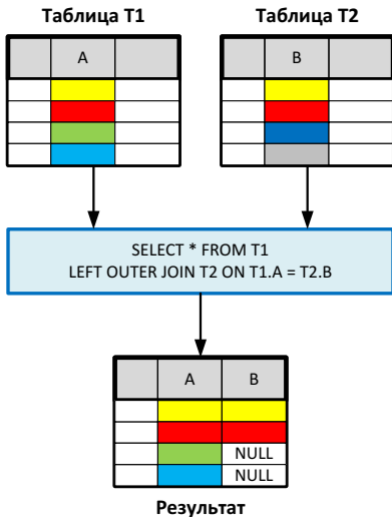 Таблица T1
Таблица T2
A
B
SELECT * FROM T1
LEFT OUTER JOIN T2 ON T1.A = T2.B
A
B
NULL
NULL
Результат